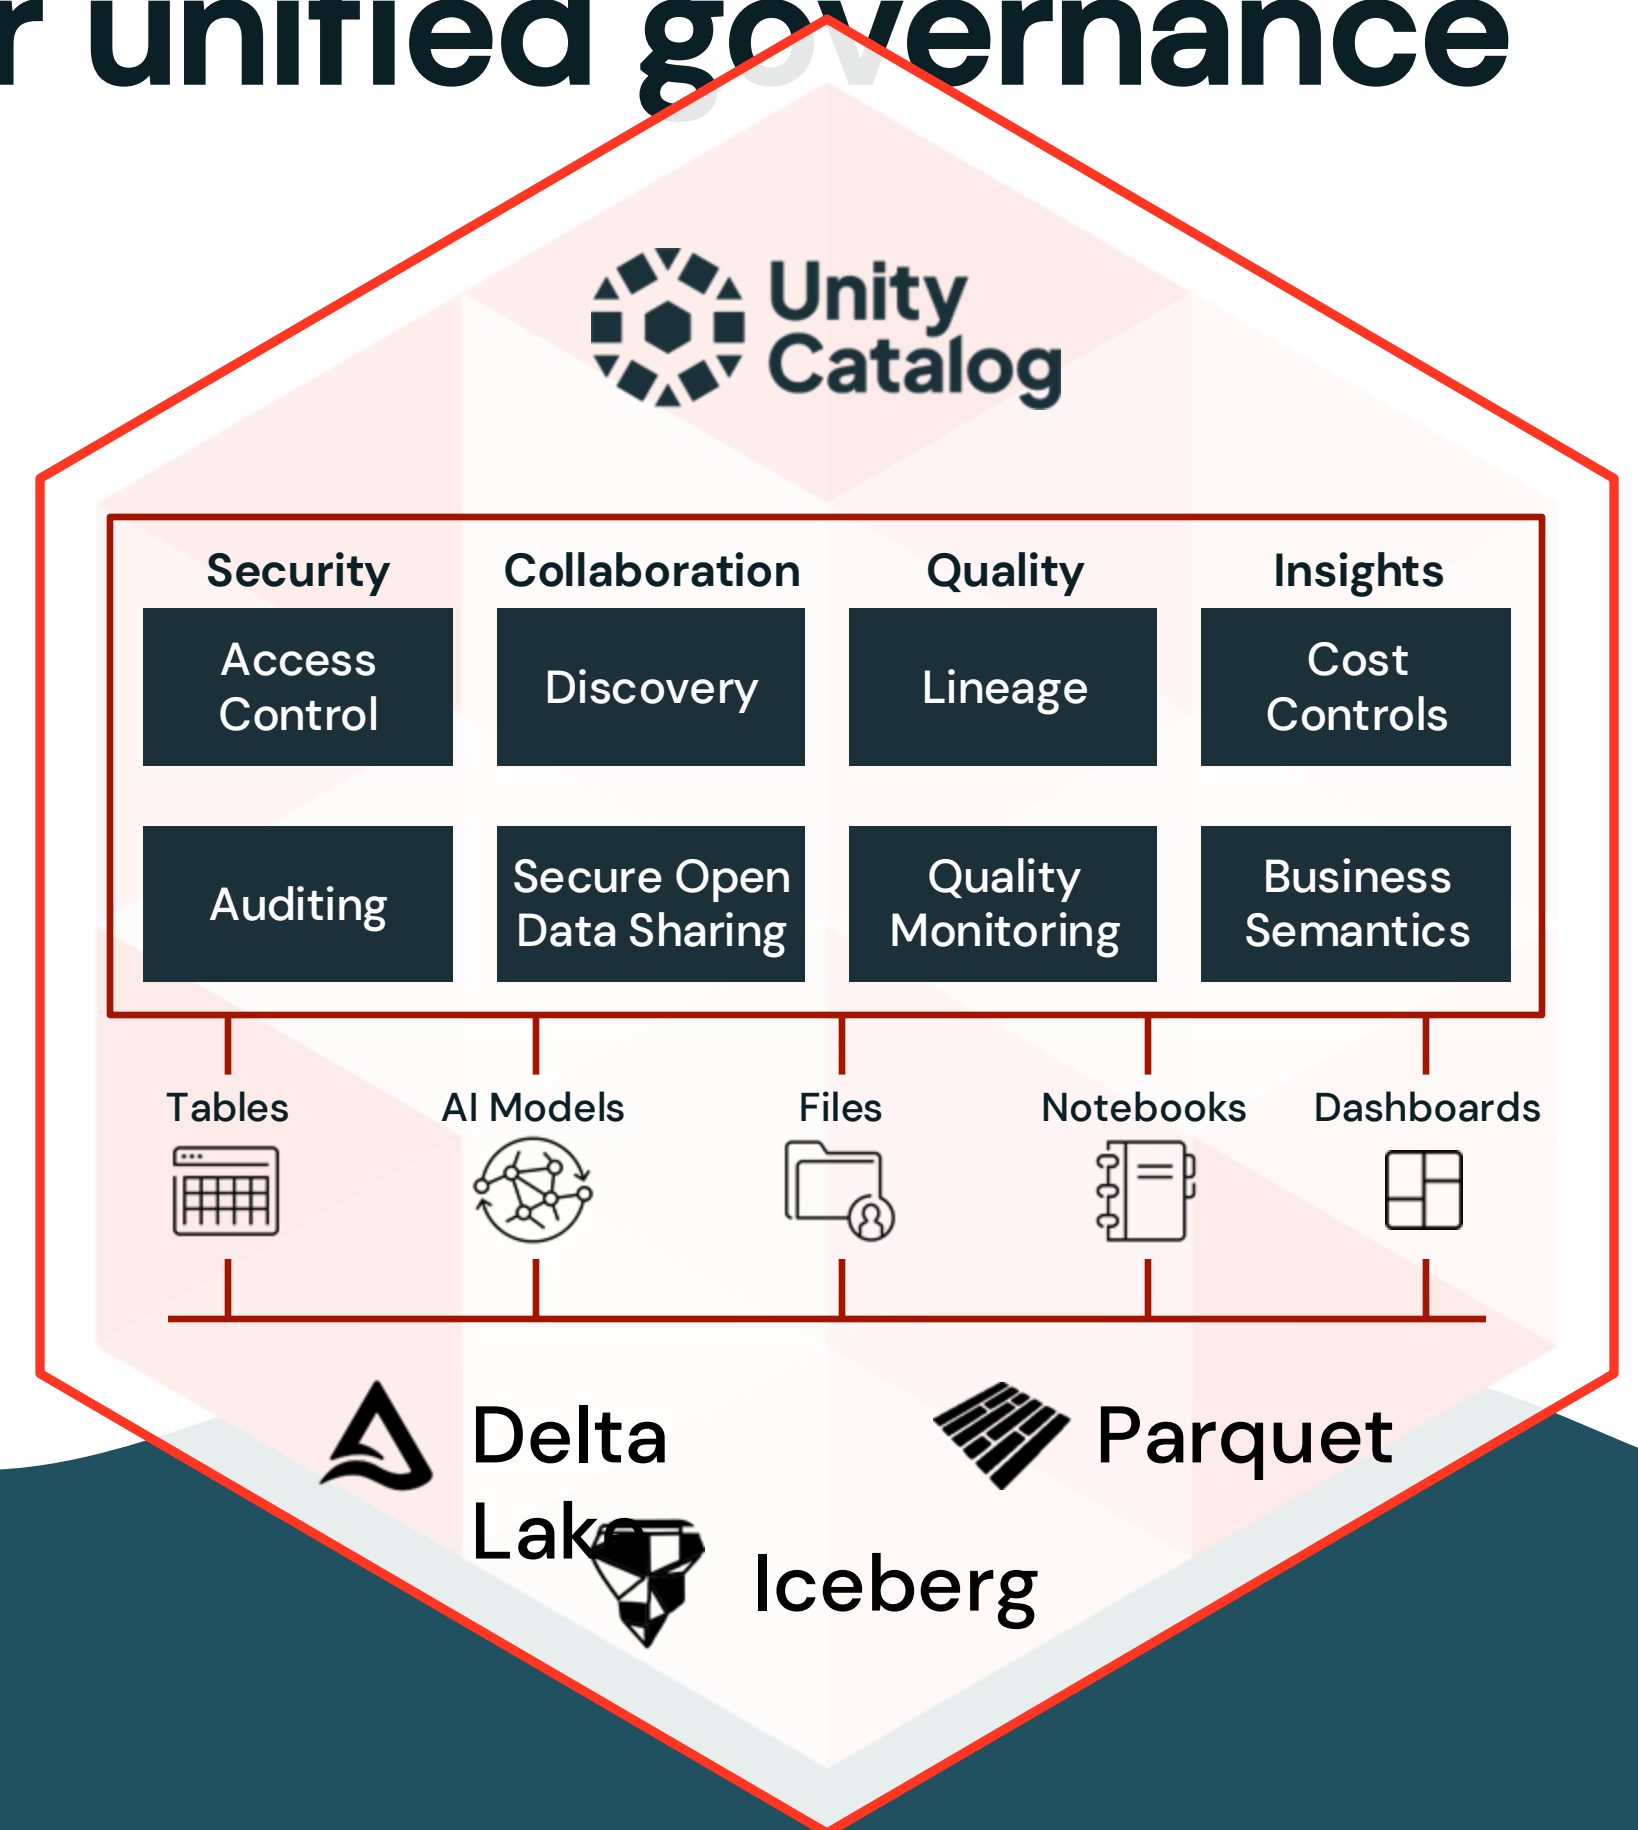 r unified governance
Unity
Catalog
Security Collaboration Quality Insights
Access
Control
Discovery
Lineage
Cost
Controls
Auditing
Secure Open
Data Sharing
Quality
Monitoring
Business
Semantics
Tables AI Models Files Notebooks Dashboards
Delta
Lake
Parquet
Iceberg